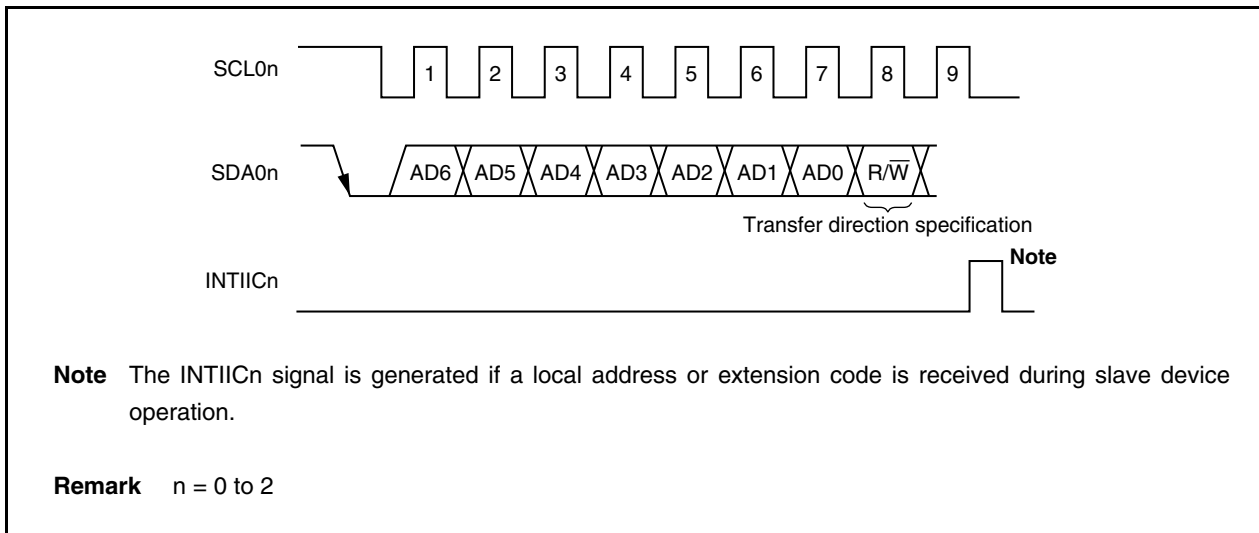 SCL0n 1 2 3 4 5 6 7 8 9
SDA0n AD6 AD5 AD4 AD3 AD2 AD1 AD0 R/W̅
Transfer direction specification
Note
INTIICn
Note The INTIICn signal is generated if a local address or extension code is received during slave device
operation.
Remark n = 0 to 2